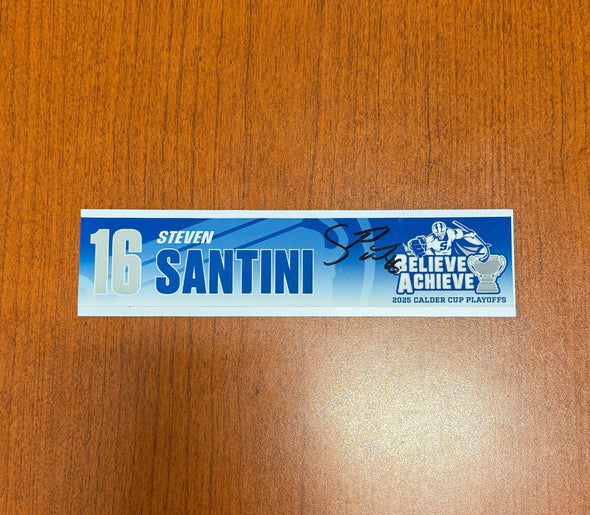 16
STEVEN
SANTINI
S
BELIEVE
ACHIEVE
2025 CALDER CUP PLAYOFFS